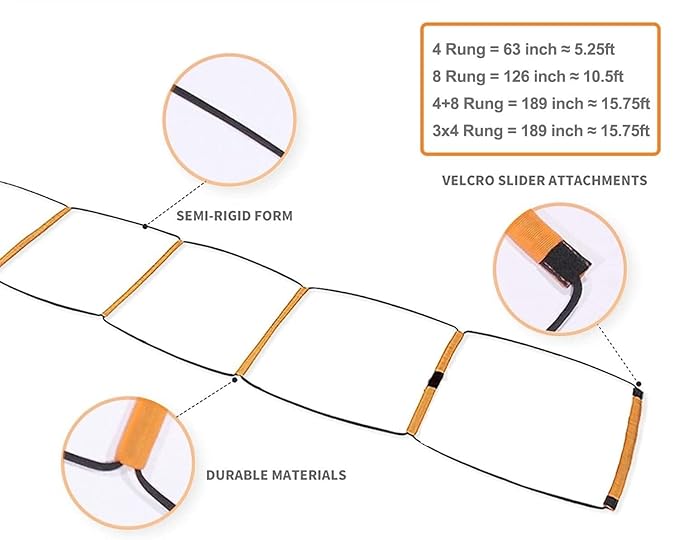 4 Rung = 63 inch ≈ 5.25ft
8 Rung = 126 inch ≈ 10.5ft
4+8 Rung = 189 inch ≈ 15.75ft
3x4 Rung = 189 inch ≈ 15.75ft
VELCRO SLIDER ATTACHMENTS
SEMI-RIGID FORM
DURABLE MATERIALS